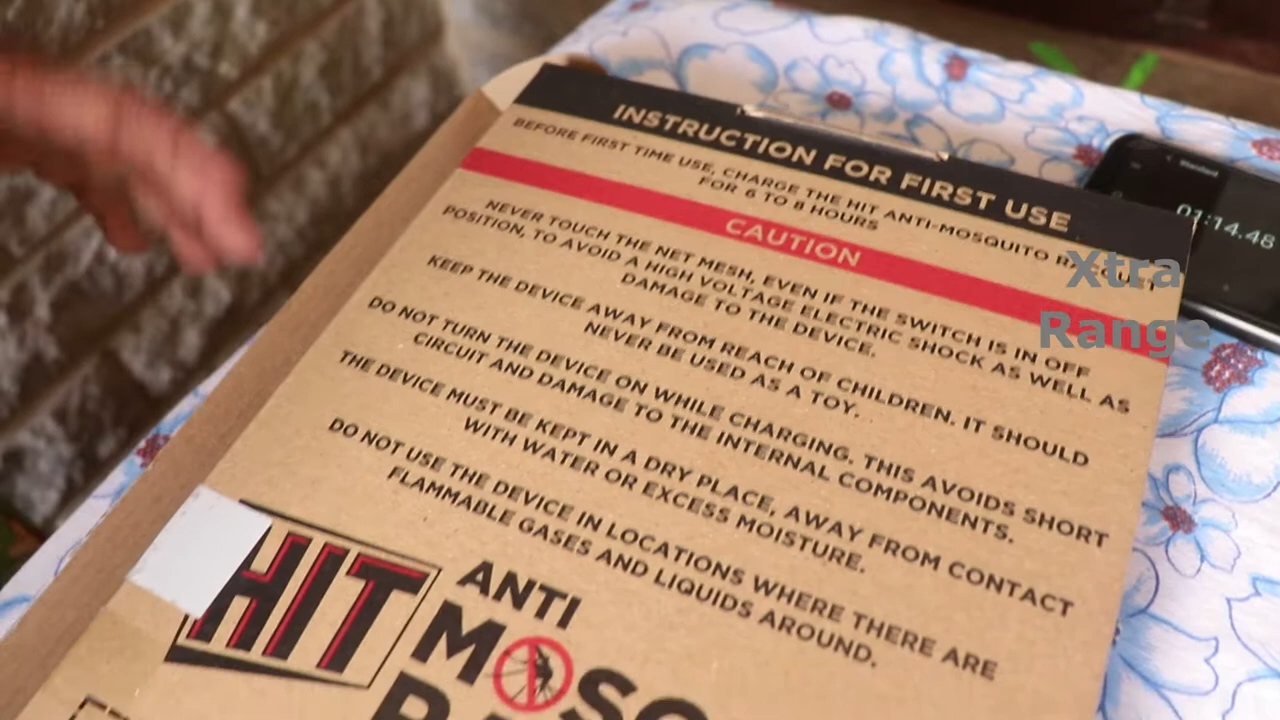 INSTRUCTION FOR FIRST USE
BEFORE FIRST TIME USE, CHARGE THE HIT ANTI-MOSQUITO RACQUET
FOR 6 TO 8 HOURS
CAUTION
NEVER TOUCH THE NET MESH, EVEN IF THE SWITCH IS IN OFF
POSITION, TO AVOID A HIGH VOLTAGE ELECTRIC SHOCK AS WELL AS
DAMAGE TO THE DEVICE.
KEEP THE DEVICE AWAY FROM REACH OF CHILDREN. IT SHOULD
NEVER BE USED AS A TOY.
DO NOT TURN THE DEVICE ON WHILE CHARGING. THIS AVOIDS SHORT
CIRCUIT AND DAMAGE TO THE INTERNAL COMPONENTS.
THE DEVICE MUST BE KEPT IN A DRY PLACE, AWAY FROM CONTACT
WITH WATER OR EXCESS MOISTURE.
DO NOT USE THE DEVICE IN LOCATIONS WHERE THERE ARE
FLAMMABLE GASES AND LIQUIDS AROUND.
HIT
ANTI
Xtra
Range